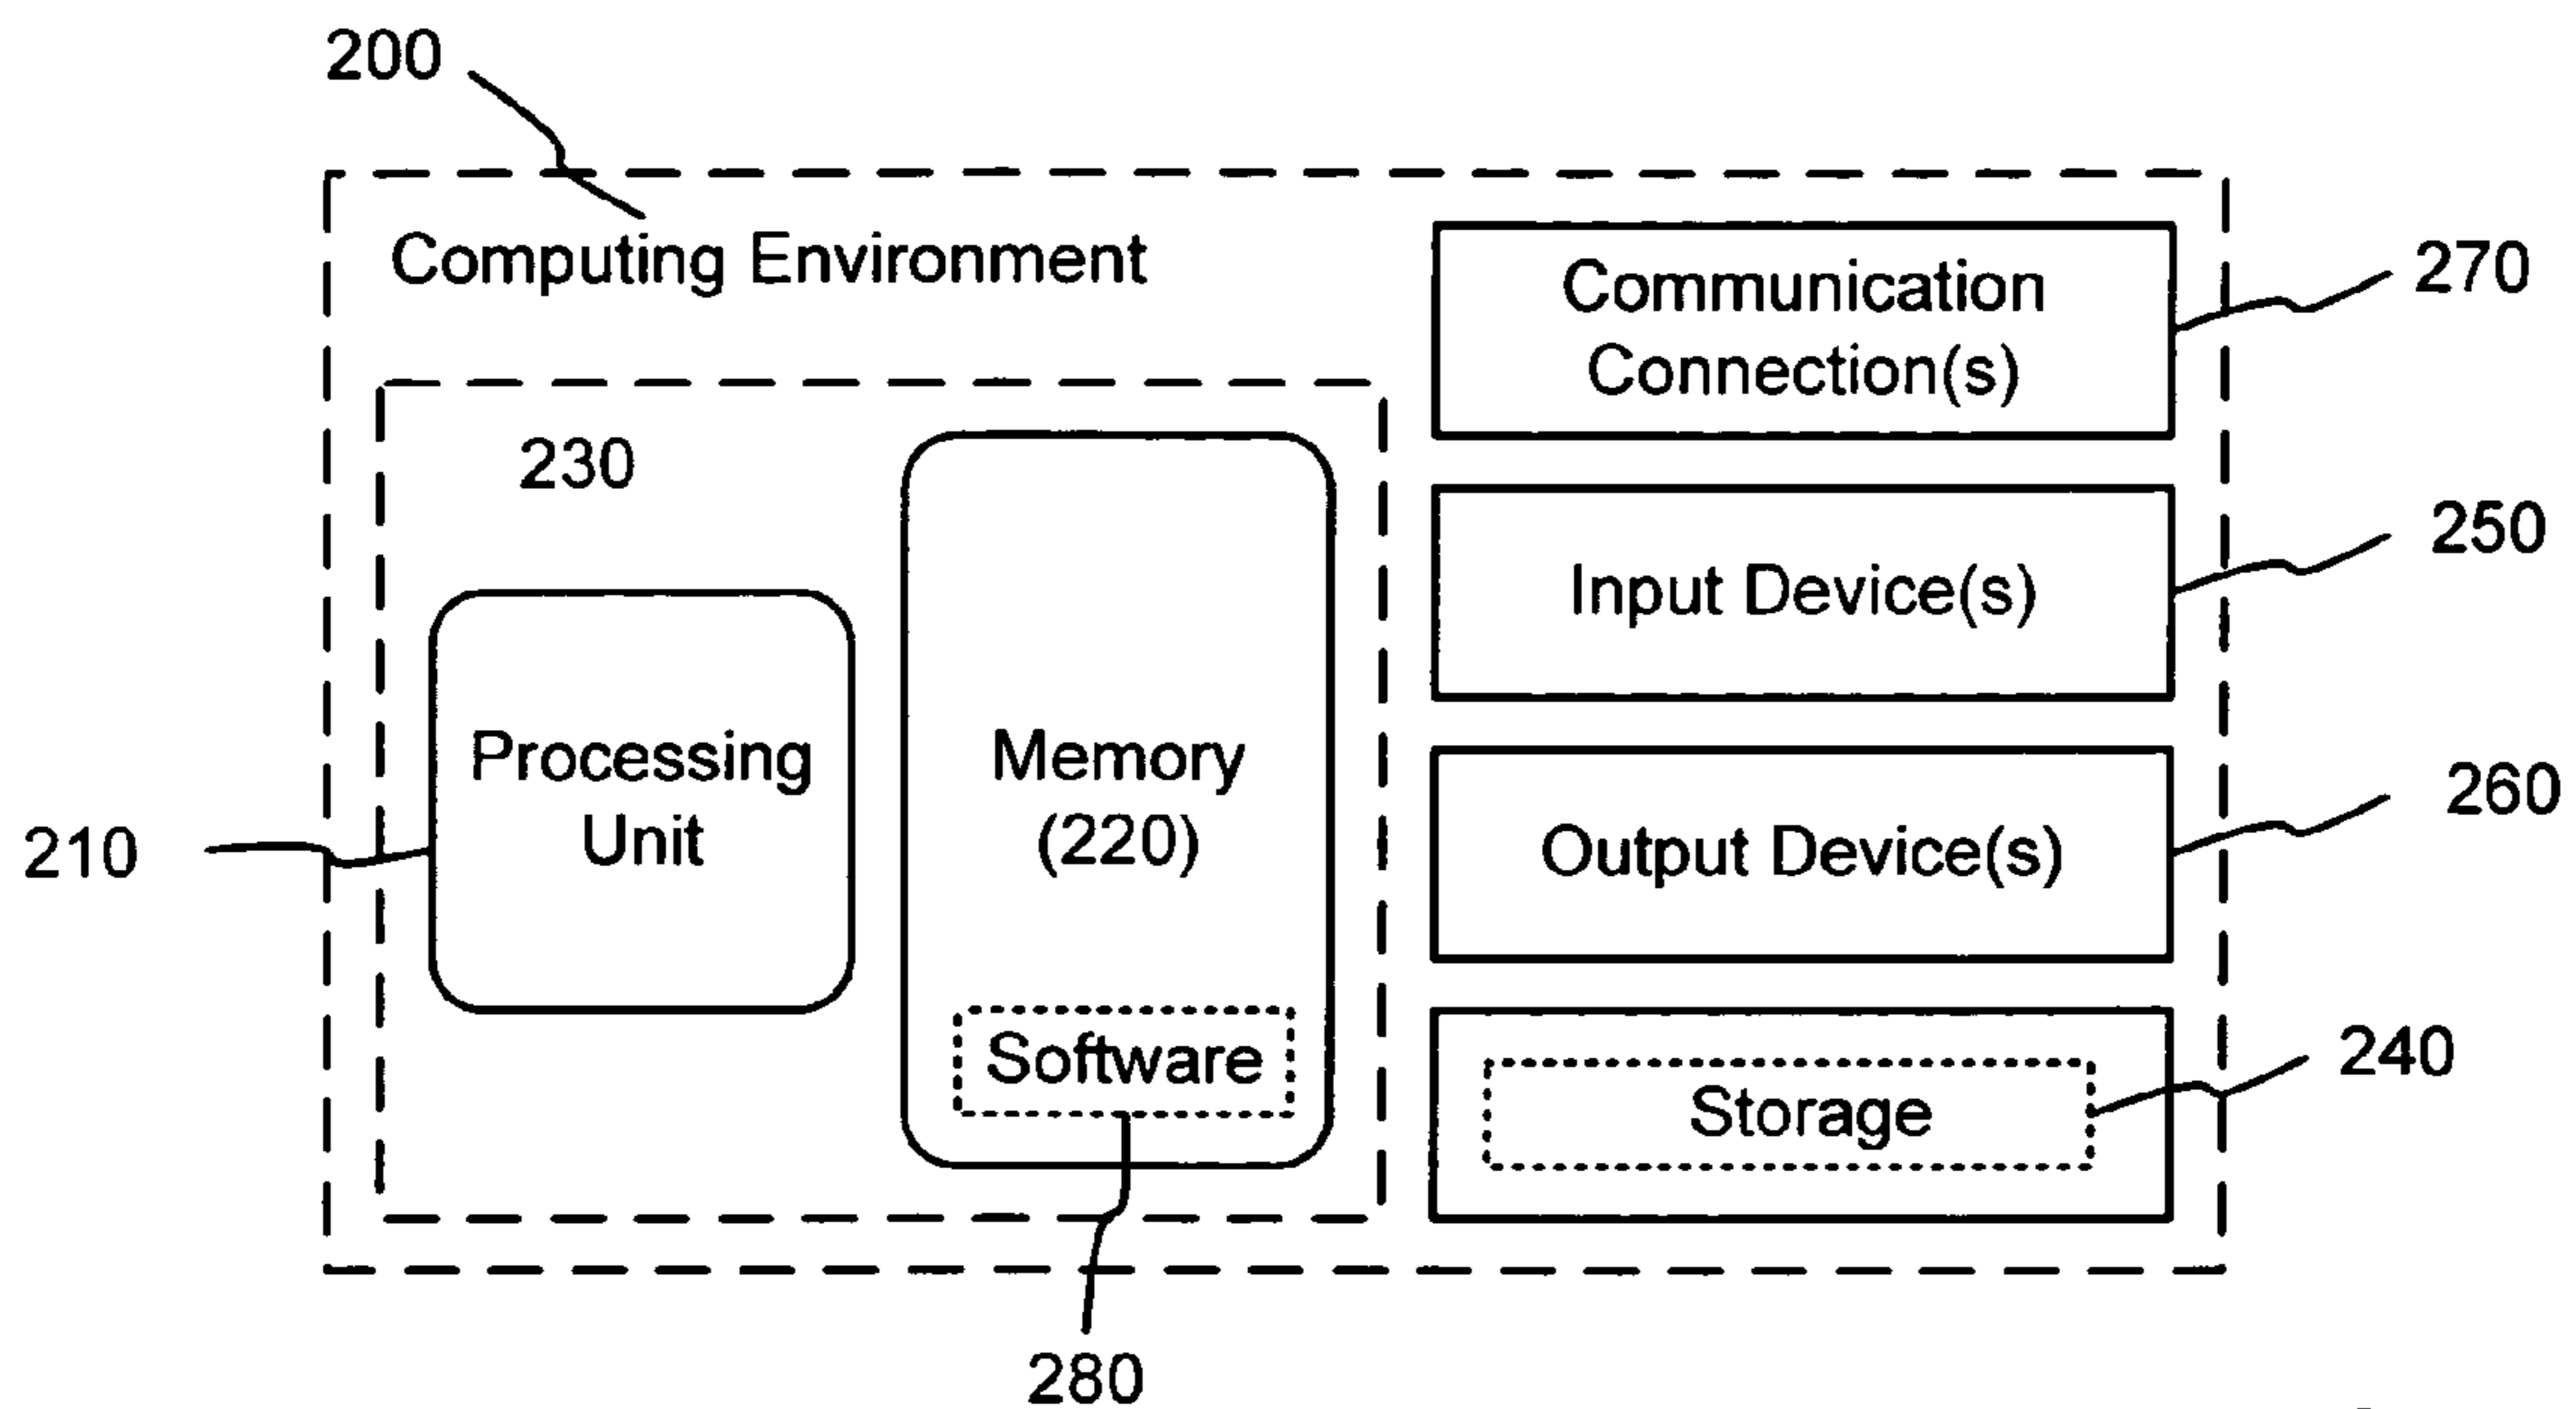 200
Computing Environment
Communication
Connection(s)
270
230
Input Device(s)
250
Processing
Unit
210
Memory
(220)
Output Device(s)
260
Software
280
Storage
240